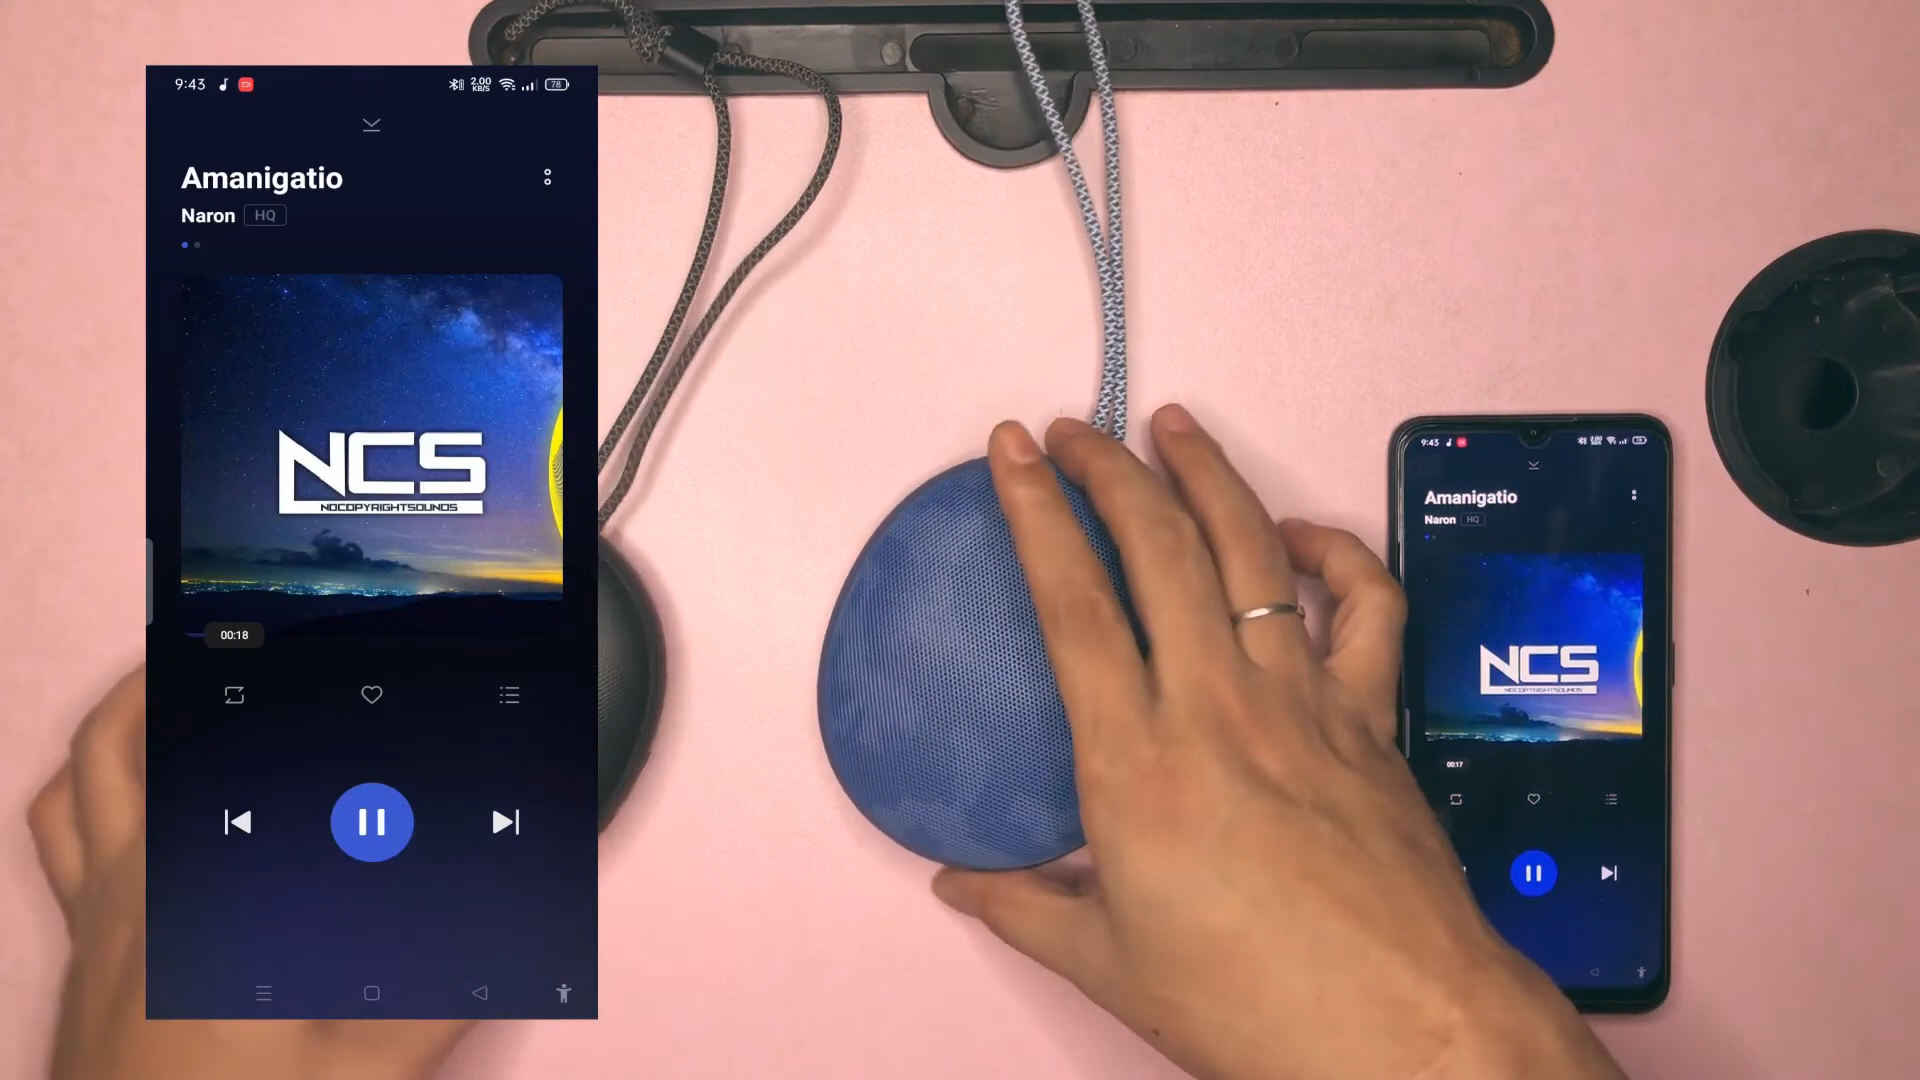 9:43
2.00
KB/S
78
Amanigatio
Naron HQ
NCS
NOCOPYRIGHTSOUNDS
00:18
9:43
Amanigatio
Naron HQ
NCS
NOCOPYRIGHTSOUNDS
00:17